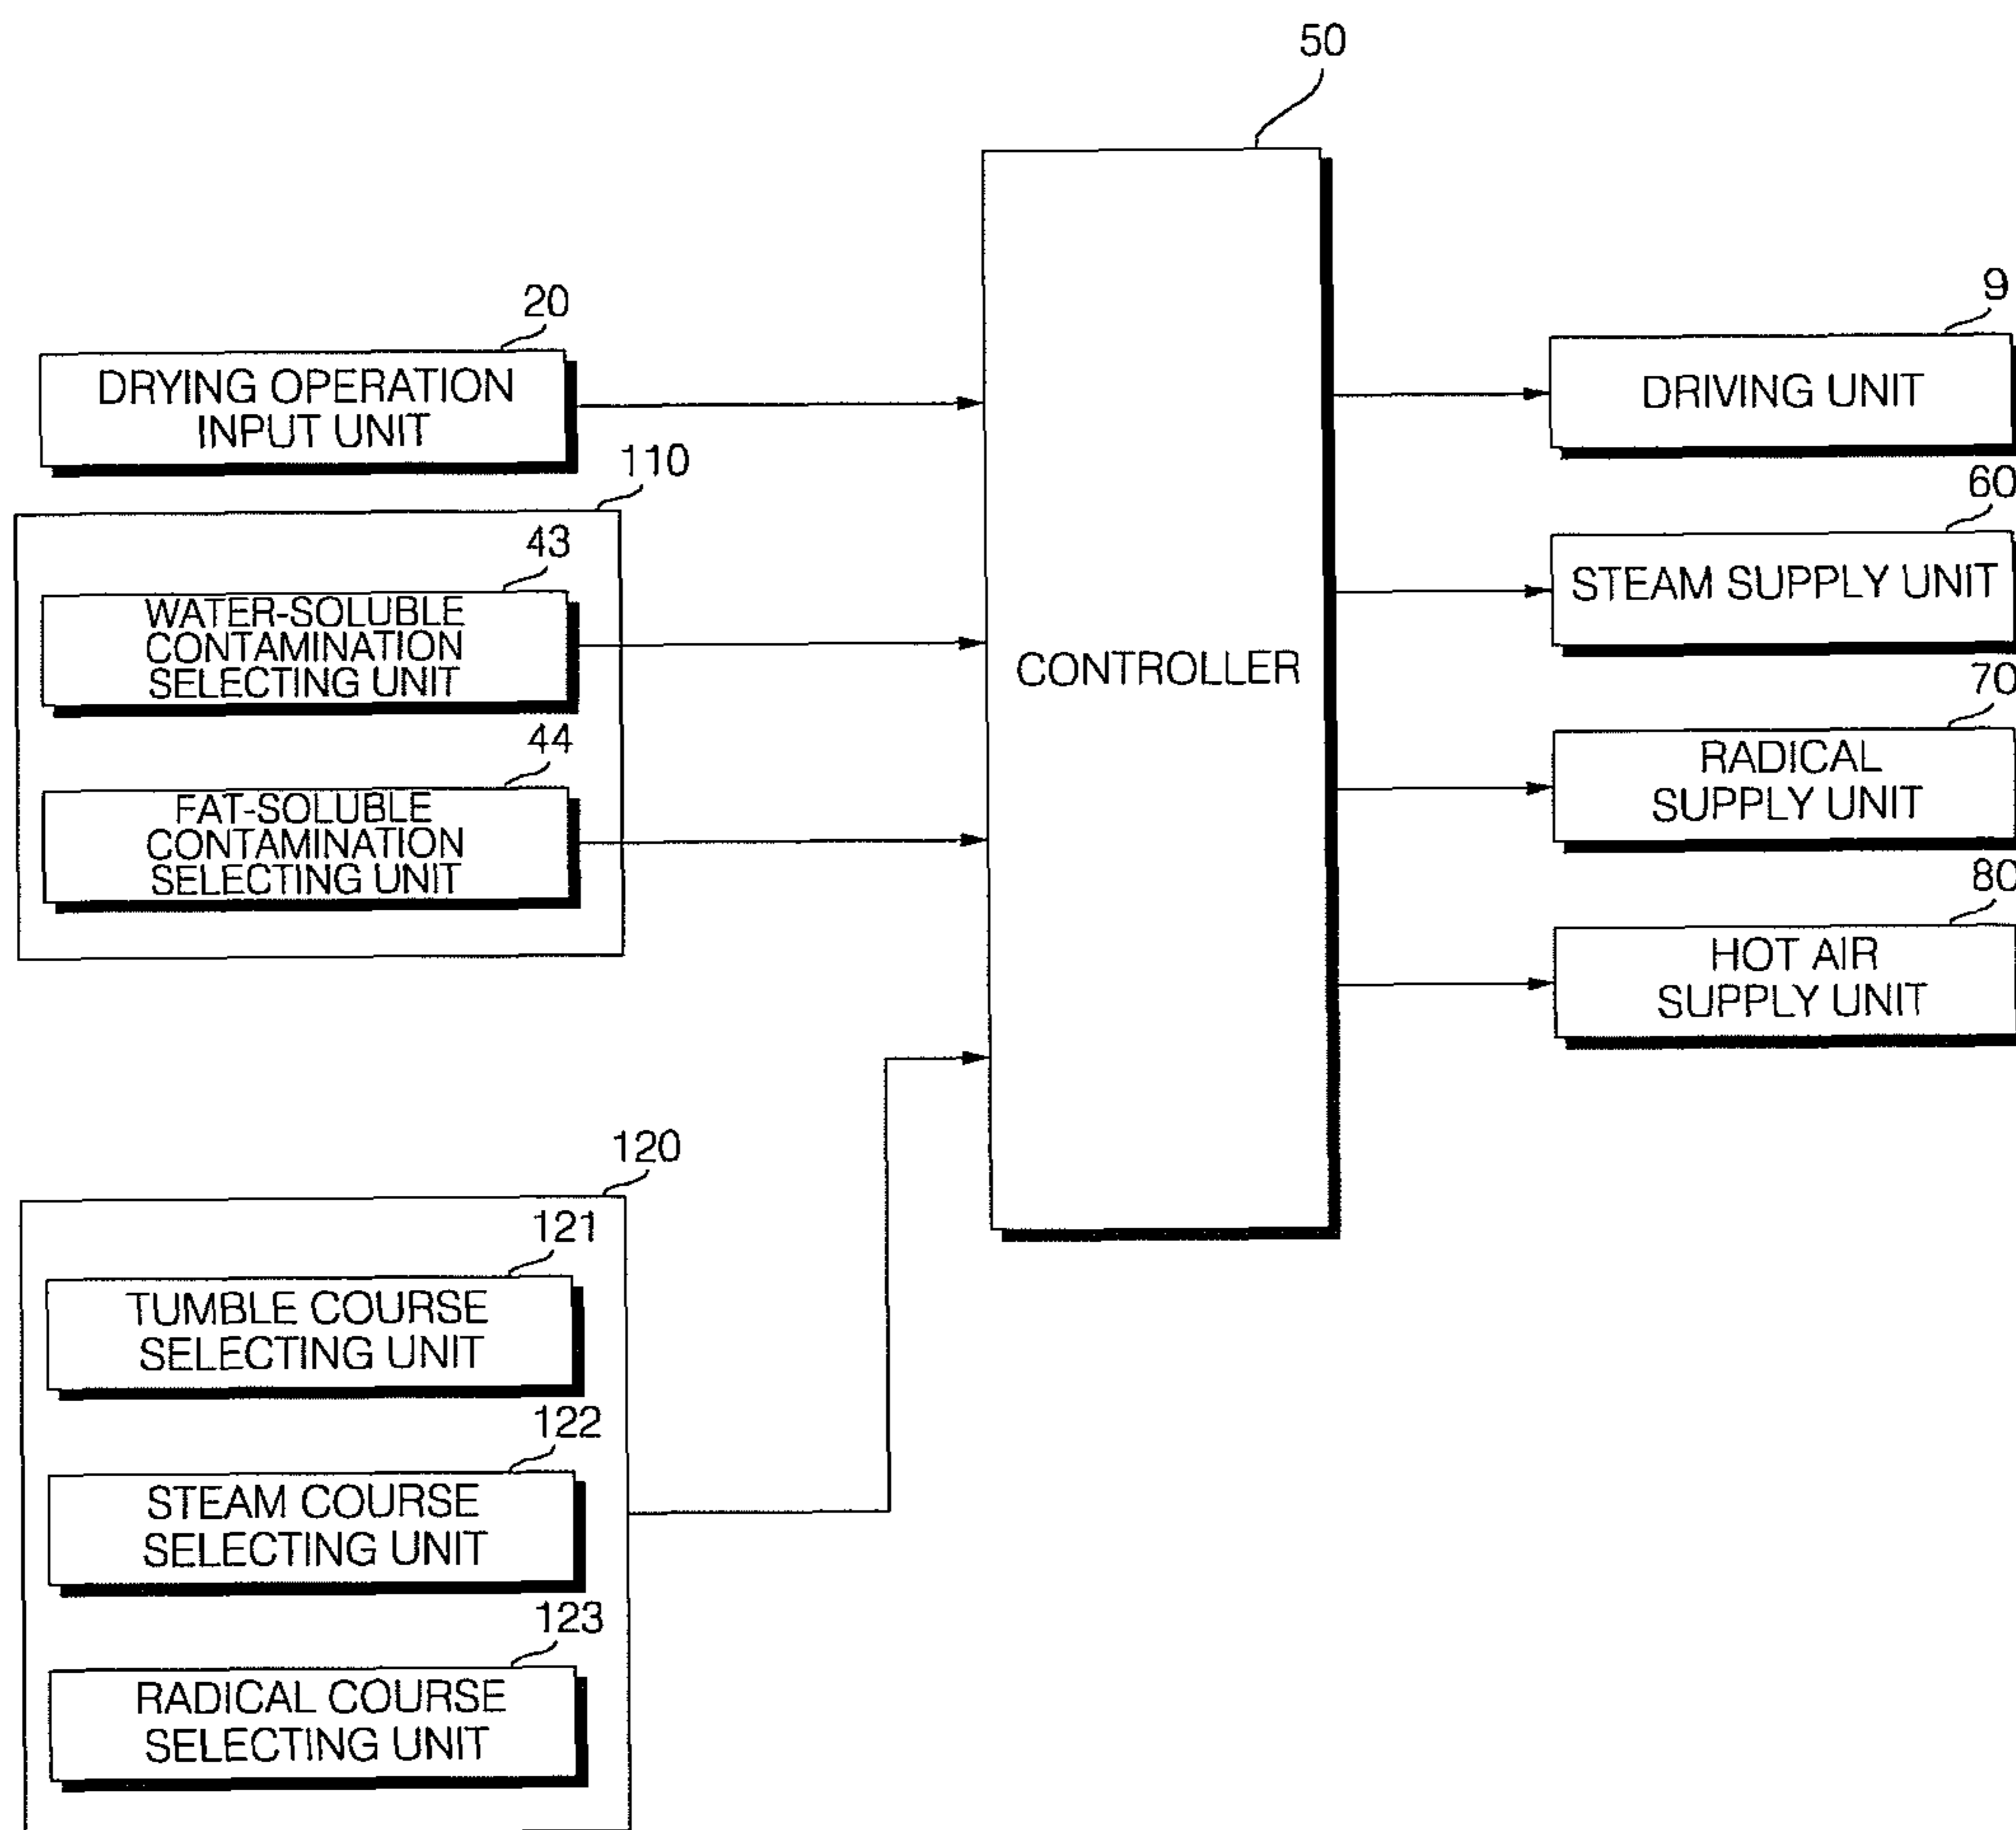 50
20
DRYING OPERATION
INPUT UNIT
110
43
WATER-SOLUBLE
CONTAMINATION
SELECTING UNIT
44
FAT-SOLUBLE
CONTAMINATION
SELECTING UNIT
120
121
TUMBLE COURSE
SELECTING UNIT
122
STEAM COURSE
SELECTING UNIT
123
RADICAL COURSE
SELECTING UNIT
CONTROLLER
9
DRIVING UNIT
60
STEAM SUPPLY UNIT
70
RADICAL
SUPPLY UNIT
80
HOT AIR
SUPPLY UNIT